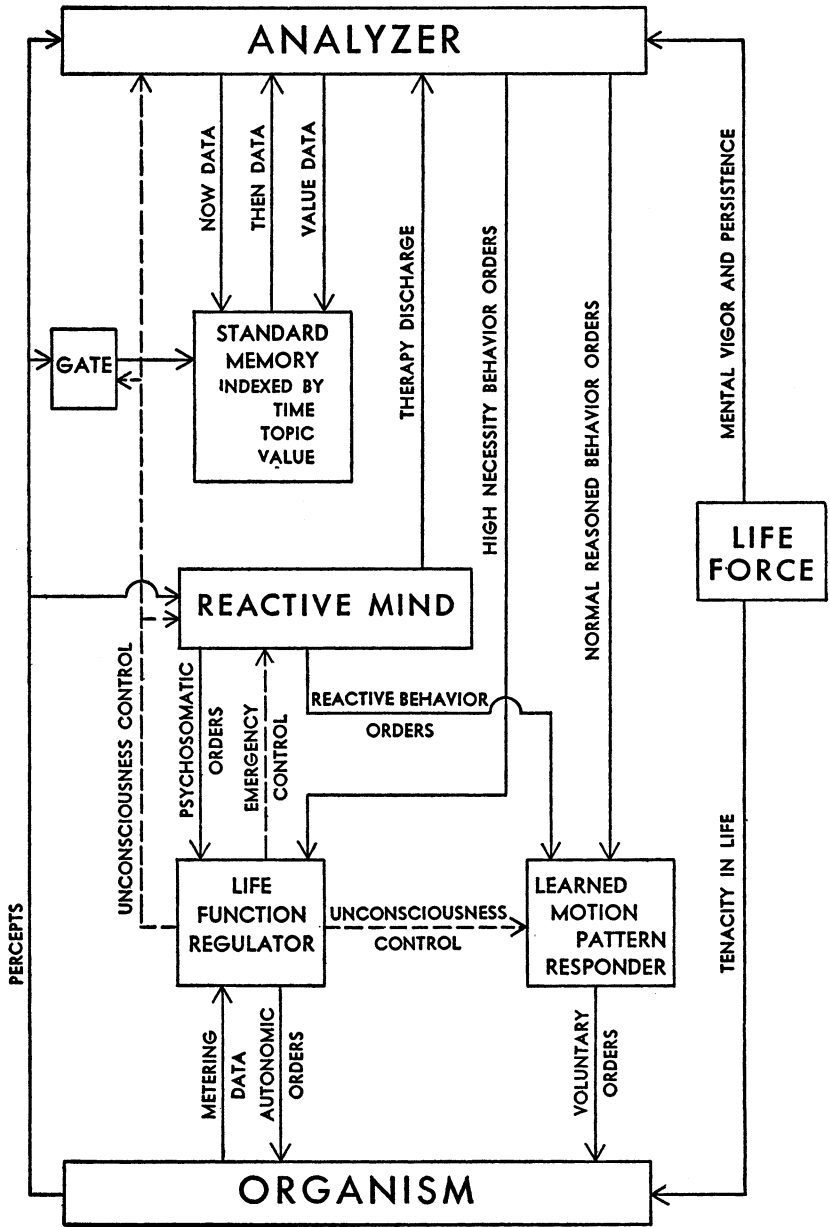 ANALYZER
NOW DATA
THEN DATA
VALUE DATA
THERAPY DISCHARGE
HIGH NECESSITY BEHAVIOR ORDERS
NORMAL REASONED BEHAVIOR ORDERS
MENTAL VIGOR AND PERSISTENCE
GATE
STANDARD
MEMORY
INDEXED BY
TIME
TOPIC
VALUE
LIFE
FORCE
REACTIVE MIND
UNCONSCIOUSNESS CONTROL
PSYCHOSOMATIC
ORDERS
EMERGENCY
CONTROL
REACTIVE BEHAVIOR
ORDERS
LIFE
FUNCTION
REGULATOR
UNCONSCIOUSNESS
CONTROL
LEARNED
MOTION
PATTERN
RESPONDER
TENACITY IN LIFE
PERCEPTS
METERING
DATA
AUTONOMIC
ORDERS
VOLUNTARY
ORDERS
ORGANISM